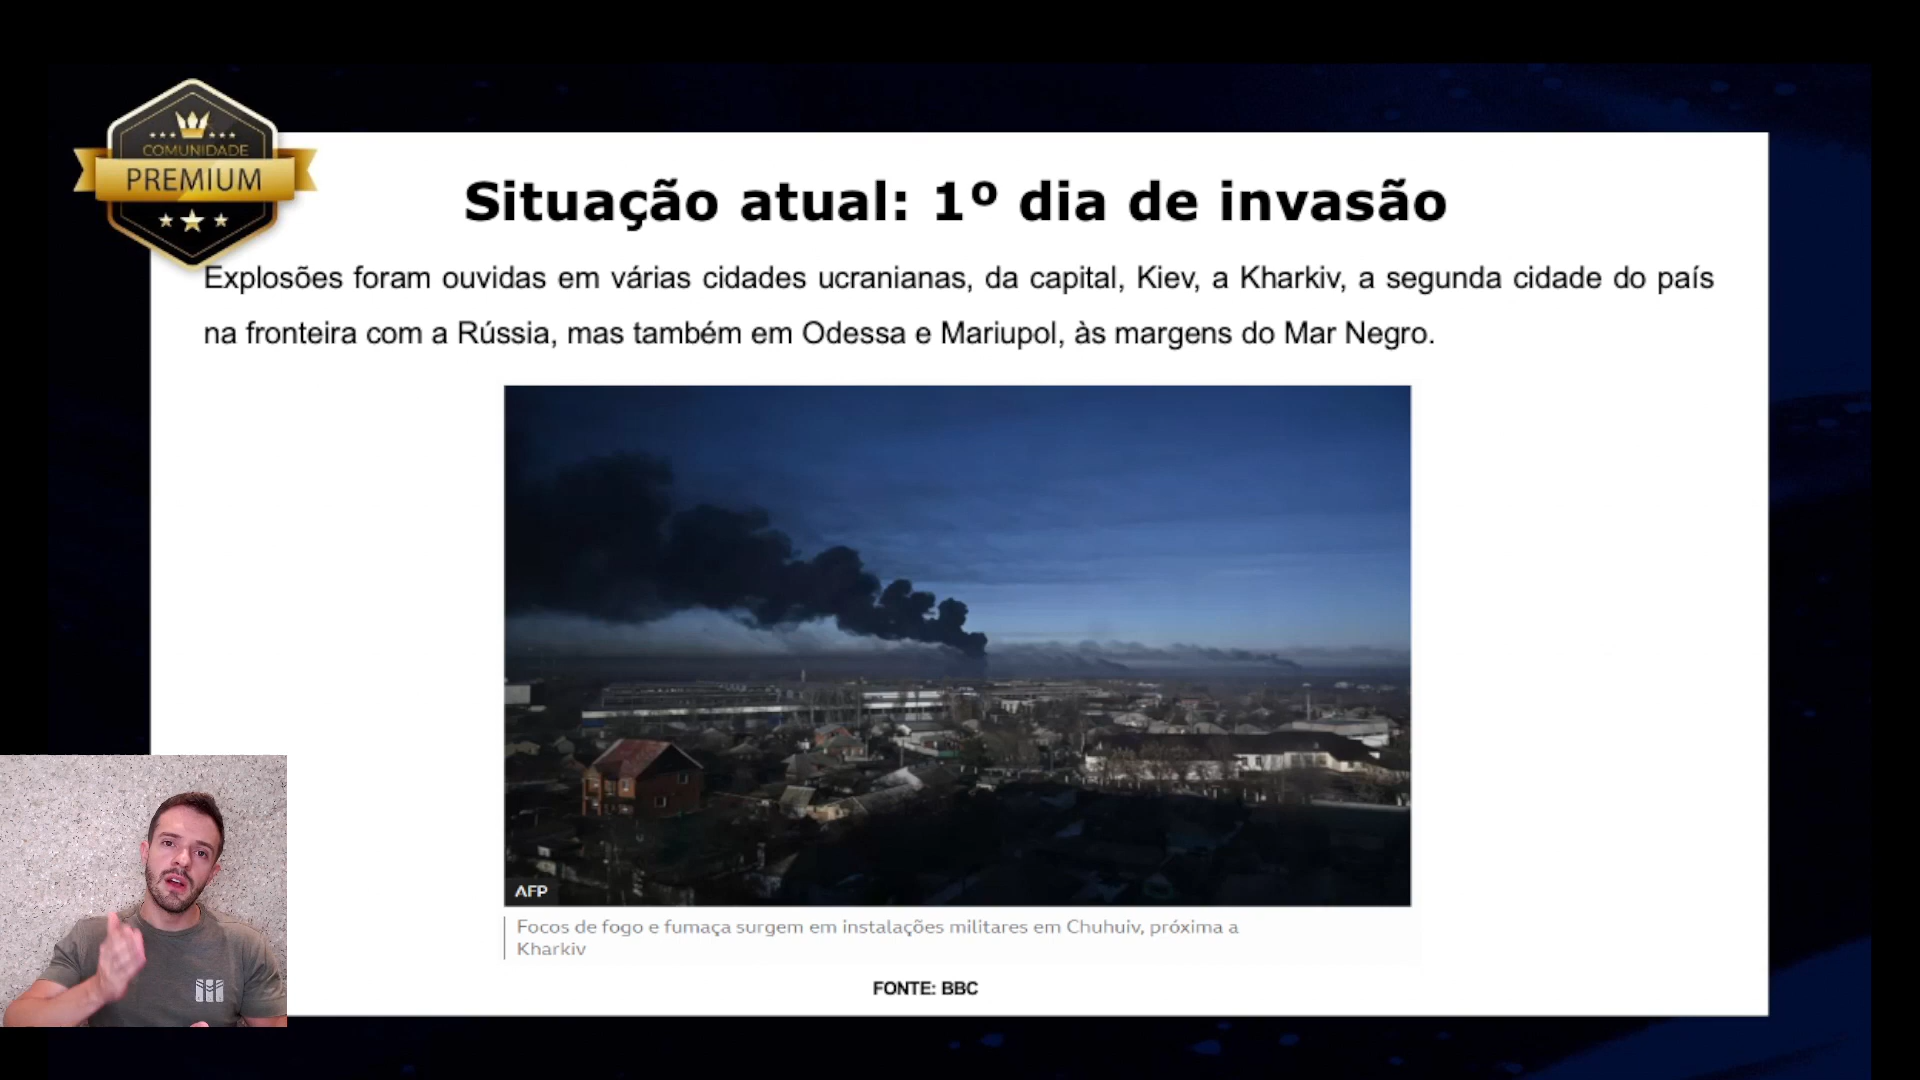 COMUNIDADE
PREMIUM
Situação atual: 1º dia de invasão
Explosões foram ouvidas em várias cidades ucranianas, da capital, Kiev, a Kharkiv, a segunda cidade do país
na fronteira com a Rússia, mas também em Odessa e Mariupol, às margens do Mar Negro.
AFP
Focos de fogo e fumaça surgem em instalações militares em Chuhuiv, próxima a
Kharkiv
FONTE: BBC